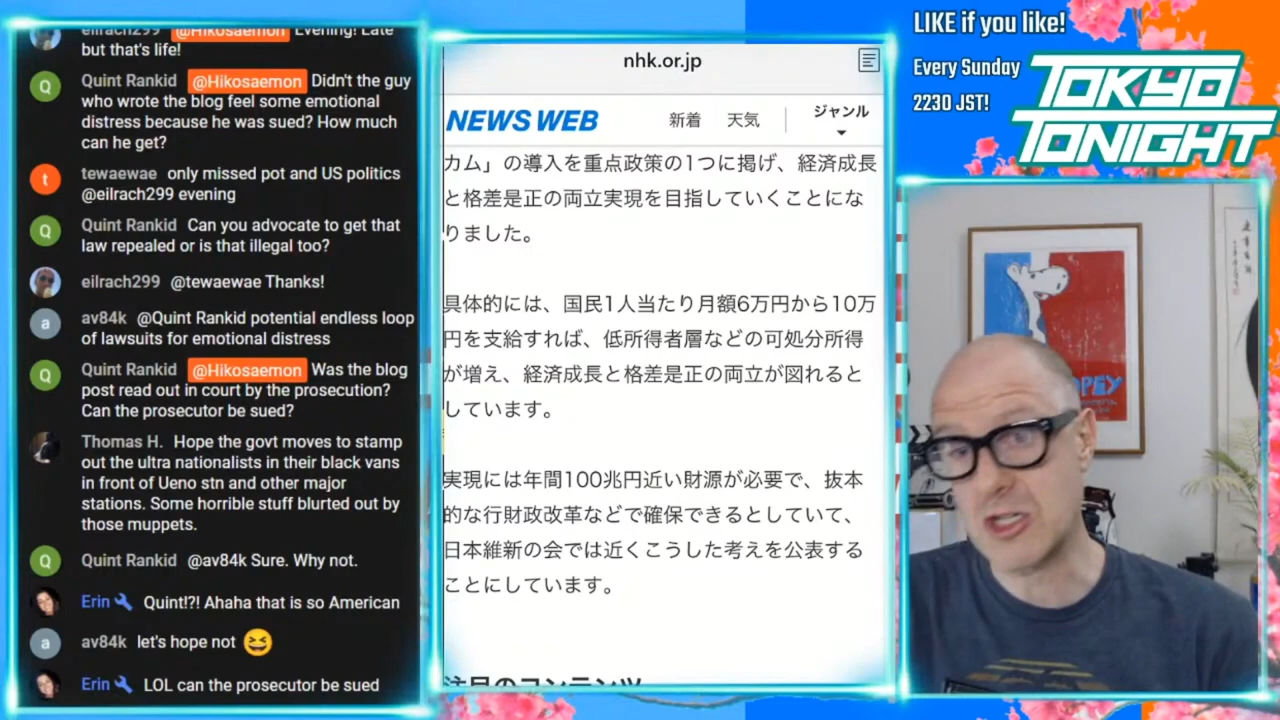 eilrach299 @Hikosaemon Evening! Late
but that's life!
Q Quint Rankid @Hikosaemon Didn't the guy
who wrote the blog feel some emotional
distress because he was sued? How much
can he get?
t tewaewae only missed pot and US politics
@eilrach299 evening
Q Quint Rankid Can you advocate to get that
law repealed or is that illegal too?
eilrach299 @tewaewae Thanks!
a av84k @Quint Rankid potential endless loop
of lawsuits for emotional distress
Q Quint Rankid @Hikosaemon Was the blog
post read out in court by the prosecution?
Can the prosecutor be sued?
Thomas H. Hope the govt moves to stamp
out the ultra nationalists in their black vans
in front of Ueno stn and other major
stations. Some horrible stuff blurted out by
those muppets.
Q Quint Rankid @av84k Sure. Why not.
Erin Quint!?! Ahaha that is so American
a av84k let's hope not 😆
Erin LOL can the prosecutor be sued
nhk.or.jp
NEWS WEB 新着 天気 ジャンル
カム」の導入を重点政策の1つに掲げ、経済成長
と格差是正の両立実現を目指していくことにな
りました。
具体的には、国民1人当たり月額6万円から10万
円を支給すれば、低所得者層などの可処分所得
が増え、経済成長と格差是正の両立が図れると
しています。
実現には年間100兆円近い財源が必要で、抜本
的な行財政改革などで確保できるとしていて、
日本維新の会では近くこうした考えを公表する
ことにしています。
注目のコンテンツ
LIKE if you like!
Every Sunday
2230 JST!
TOKYO
TONIGHT